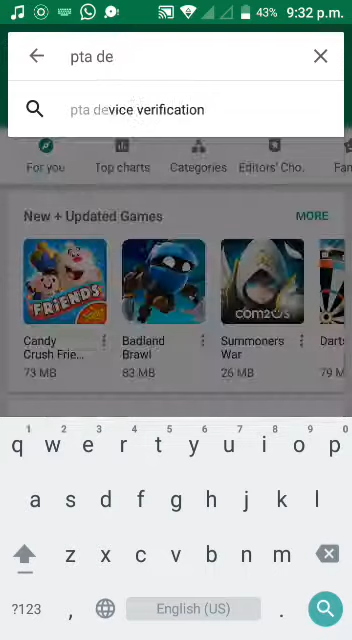 43% 9:32 p.m.
pta de
pta device verification
For you Top charts Categories Editors' Cho. Fan
New + Updated Games MORE
FRIENDS com2us
Candy Crush Frie... Badland Brawl Summoners War Darts
73 MB 83 MB 26 MB 79 M
1 2 3 4 5 6 7 8 9 0
q w e r t y u i o p
a s d f g h j k l
z x c v b n m
?123 , English (US) .